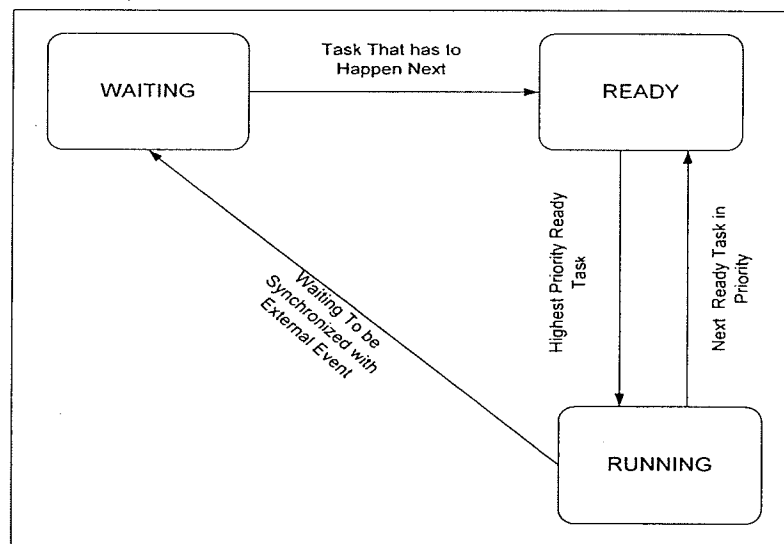 Task That has to
Happen Next
WAITING
READY
Highest Priority Ready
Task
Next Ready Task in
Priority
Waiting To be
Synchronized with
External Event
RUNNING